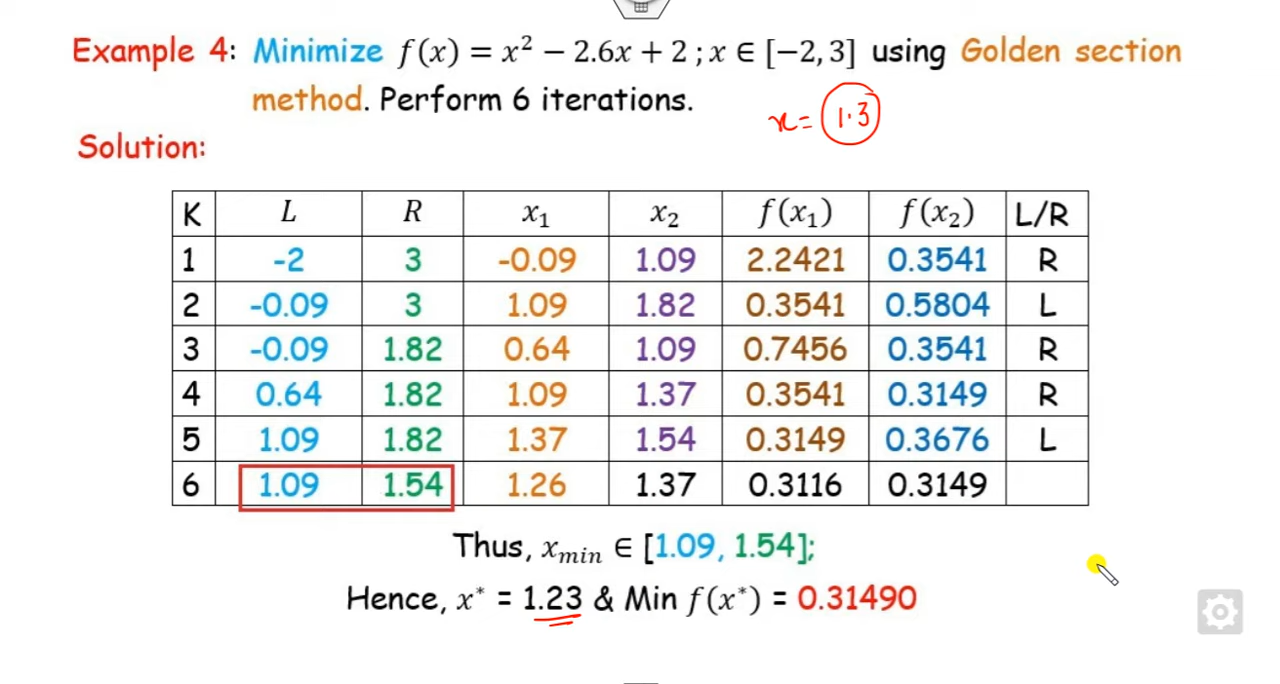 Example 4: Minimize f(x) = x² − 2.6x + 2 ; x ∈ [−2, 3] using Golden section
method. Perform 6 iterations.
x = 1.3
Solution:
K L R x₁ x₂ f(x₁) f(x₂) L/R
1 -2 3 -0.09 1.09 2.2421 0.3541 R
2 -0.09 3 1.09 1.82 0.3541 0.5804 L
3 -0.09 1.82 0.64 1.09 0.7456 0.3541 R
4 0.64 1.82 1.09 1.37 0.3541 0.3149 R
5 1.09 1.82 1.37 1.54 0.3149 0.3676 L
6 1.09 1.54 1.26 1.37 0.3116 0.3149
Thus, xₘᵢₙ ∈ [1.09, 1.54];
Hence, x* = 1.23 & Min f(x*) = 0.31490